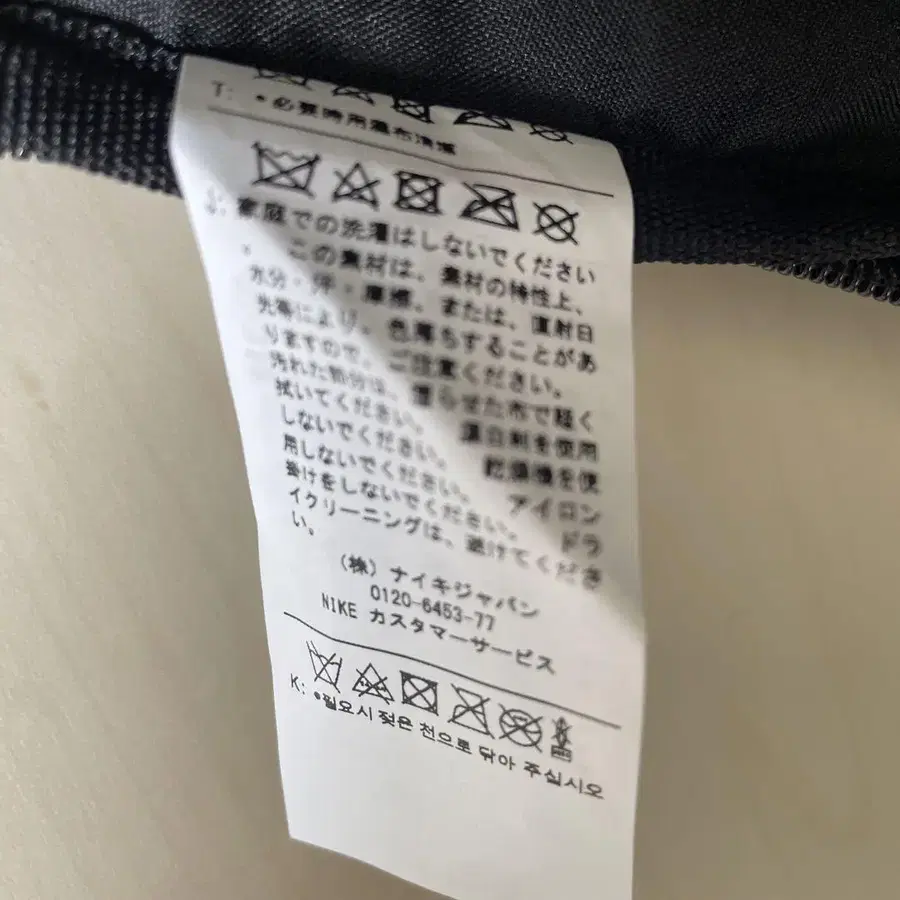 T: •必要時用濕布清潔
J: 家庭での洗濯はしないでください
。この素材は、素材の特性上、
水分・汗・摩擦、または、直射日
光等により、色落ちすることがあ
りますので、ご注意ください。
汚れた部分は、湿らせた布で軽く
拭いてください。 漂白剤を使用
しないでください。 乾燥機を使
用しないでください。 アイロン
掛けをしないでください。 ドラ
イクリーニングは、避けてくださ
い。
(株) ナイキジャパン
0120-6453-77
NIKE カスタマーサービス
K: •필요시 젖은 천으로 닦아 주십시오